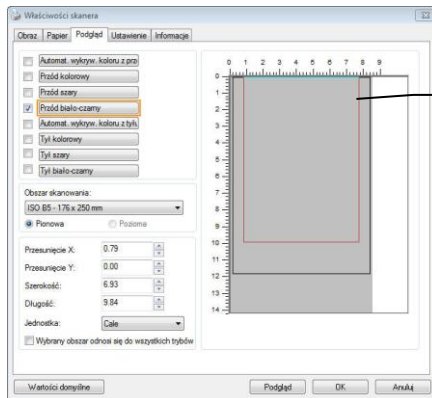 Właściwości skanera
Obraz Papier Podgląd Ustawienie Informacje
Automat. wykryw. koloru z prz
Przód kolorowy
Przód szary
Przód biało-czarny
Automat. wykryw. koloru z tyłu
Tył kolorowy
Tył szary
Tył biało-czarny
Obszar skanowania:
ISO B5 - 176 x 250 mm
Pionowa Pozioma
Przesunięcie X: 0.79
Przesunięcie Y: 0.00
Szerokość: 6.93
Długość: 9.84
Jednostka: Cale
Wybrany obszar odnosi się do wszystkich trybów
0 1 2 3 4 5 6 7 8 9
0
1
2
3
4
5
6
7
8
9
10
11
12
13
14
Wartości domyślne Podgląd OK Anuluj